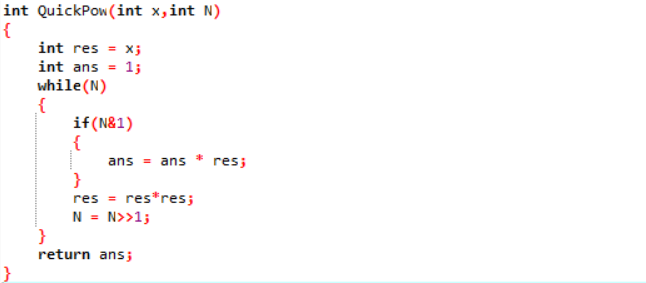 int QuickPow(int x,int N)
{
    int res = x;
    int ans = 1;
    while(N)
    {
        if(N&1)
        {
            ans = ans * res;
        }
        res = res*res;
        N = N>>1;
    }
    return ans;
}